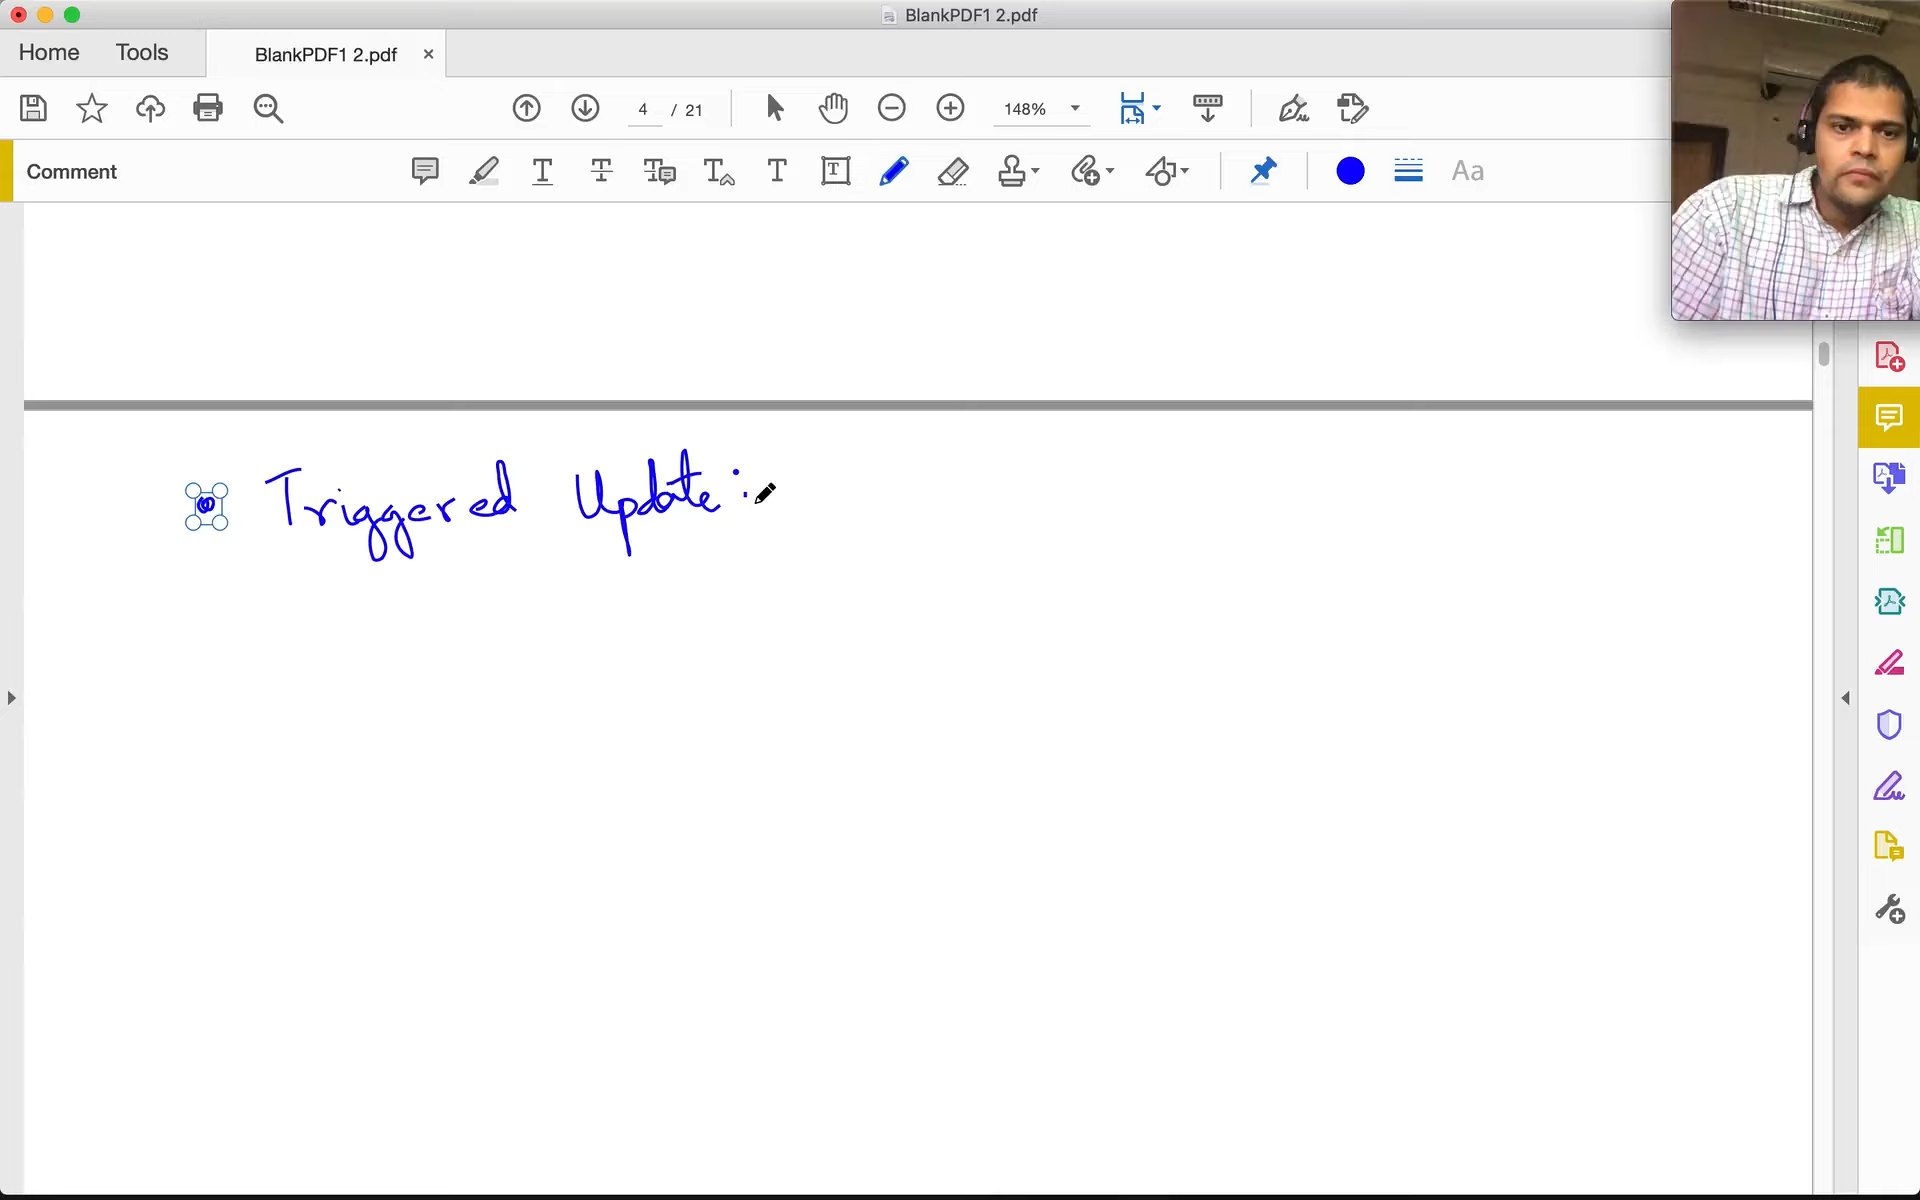 BlankPDF1 2.pdf
Home Tools BlankPDF1 2.pdf ×
4 / 21 148%
Comment T T T T T T Aa
• Triggered Update: